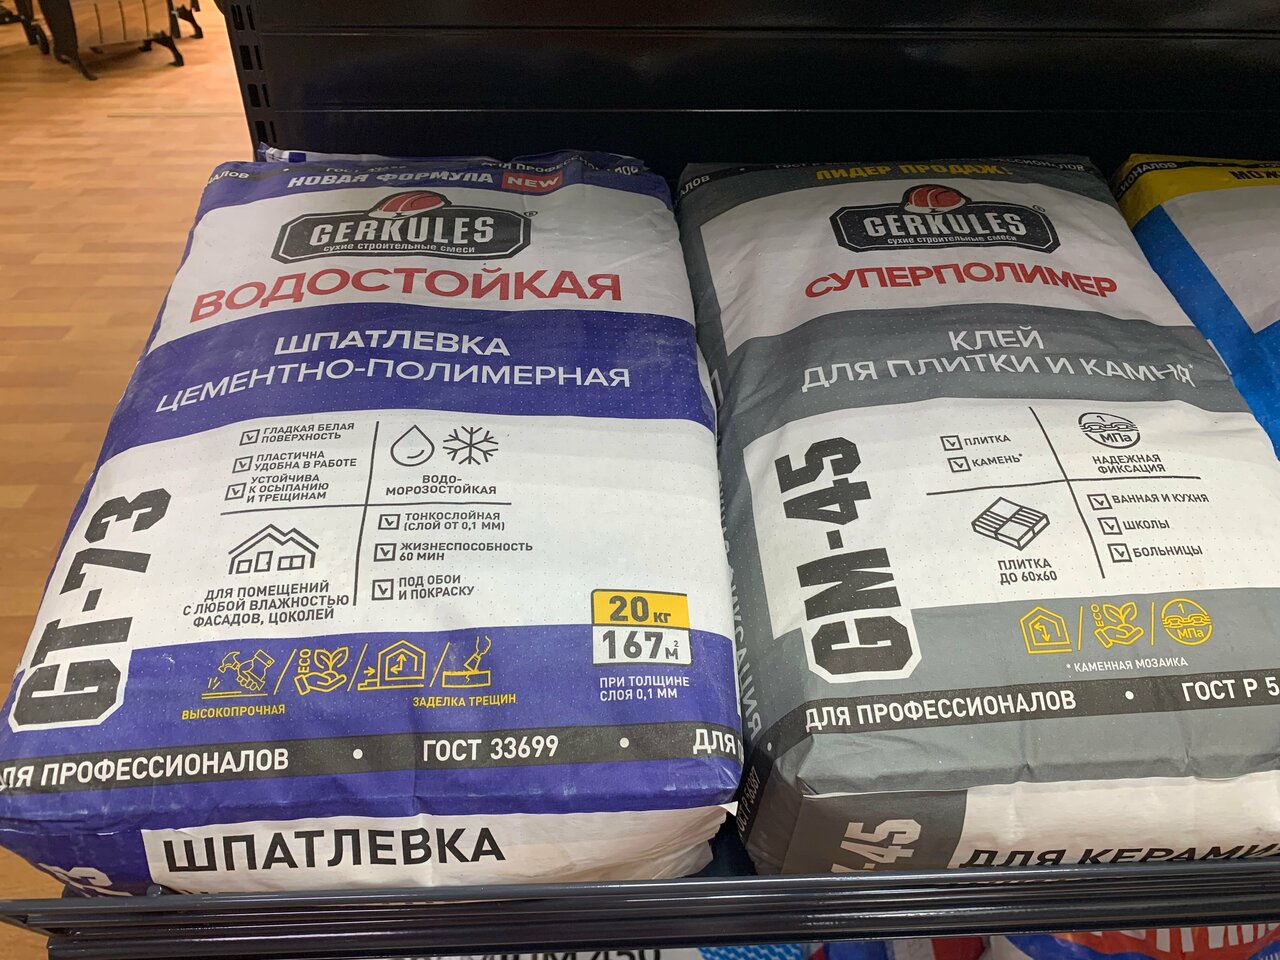 НОВАЯ ФОРМУЛА NEW
GERKULES®
сухие строительные смеси
ВОДОСТОЙКАЯ
ШПАТЛЕВКА
ЦЕМЕНТНО-ПОЛИМЕРНАЯ
GT-73
ГЛАДКАЯ БЕЛАЯ
ПОВЕРХНОСТЬ
ПЛАСТИЧНА
УДОБНА В РАБОТЕ
УСТОЙЧИВА
К ОСЫПАНИЮ
И ТРЕЩИНАМ
ВОДО-
МОРОЗОСТОЙКАЯ
ДЛЯ ПОМЕЩЕНИЙ
С ЛЮБОЙ ВЛАЖНОСТЬЮ
ФАСАДОВ, ЦОКОЛЕЙ
ТОНКОСЛОЙНАЯ
(СЛОЙ ОТ 0,1 ММ)
ЖИЗНЕСПОСОБНОСТЬ
60 МИН
ПОД ОБОИ
И ПОКРАСКУ
20 КГ
167 М²
ПРИ ТОЛЩИНЕ
СЛОЯ 0,1 ММ
ECO
ВЫСОКОПРОЧНАЯ
ЗАДЕЛКА ТРЕЩИН
ЛЯ ПРОФЕССИОНАЛОВ • ГОСТ 33699 • ДЛЯ
ШПАТЛЕВКА
ЛИДЕР ПРОДАЖ!
GERKULES®
сухие строительные смеси
СУПЕРПОЛИМЕР
КЛЕЙ
ДЛЯ ПЛИТКИ И КАМНЯ*
GM-45
ПЛИТКА
КАМЕНЬ*
1
МПа
НАДЕЖНАЯ
ФИКСАЦИЯ
ПЛИТКА
ДО 60х60
ВАННАЯ И КУХНЯ
ШКОЛЫ
БОЛЬНИЦЫ
ECO
1
МПа
* КАМЕННАЯ МОЗАИКА
ДЛЯ ПРОФЕССИОНАЛОВ • ГОСТ Р 5
-45
ДЛЯ КЕРАМИ